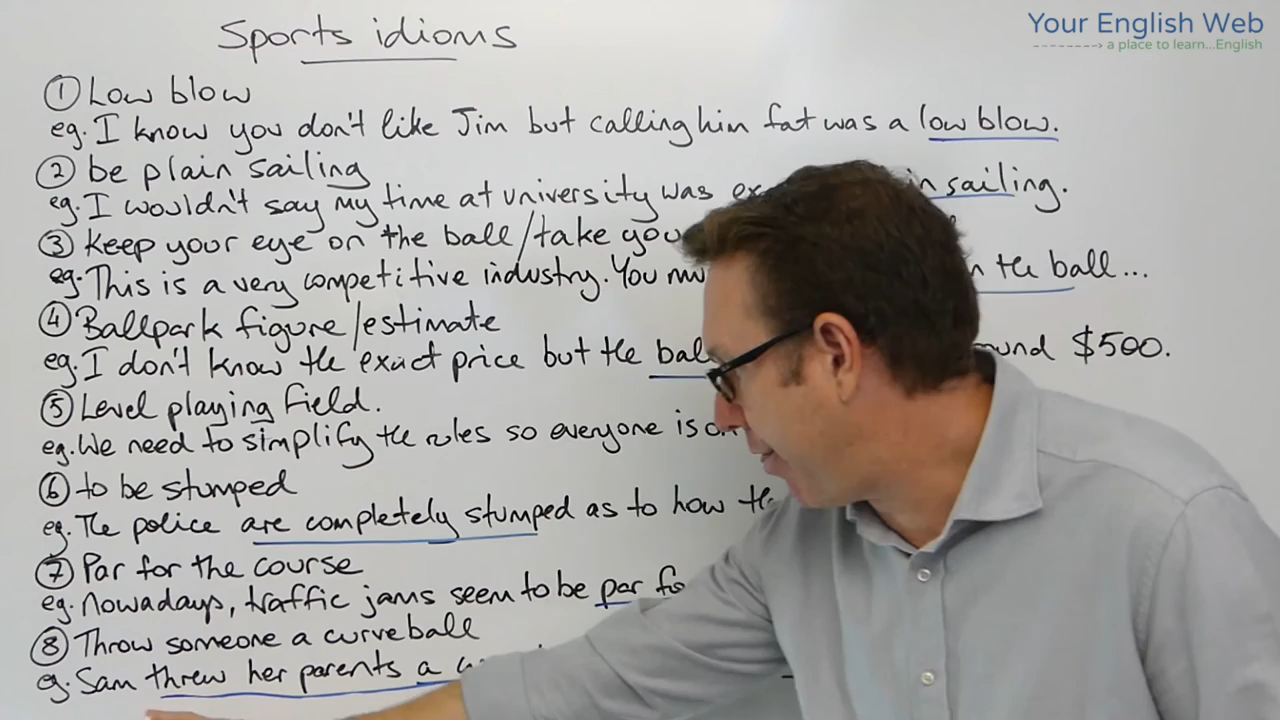 Sports idioms
Your English Web
a place to learn...English
① Low blow
eg. I know you don't like Jim but calling him fat was a low blow.
② be plain sailing
eg. I wouldn't say my time at university was sailing.
③ Keep your eye on the ball/take
eg. This is a very competitive industry. You the ball...
④ Ballpark figure/estimate
eg. I don't know the exact price but the $500.
⑤ Level playing field.
eg. We need to simplify the rules so everyone is
⑥ to be stumped
eg. The police are completely stumped as to how
⑦ Par for the course
eg. Nowadays, traffic jams seem to be par
⑧ Throw someone a curveball
eg. Sam threw her parents a